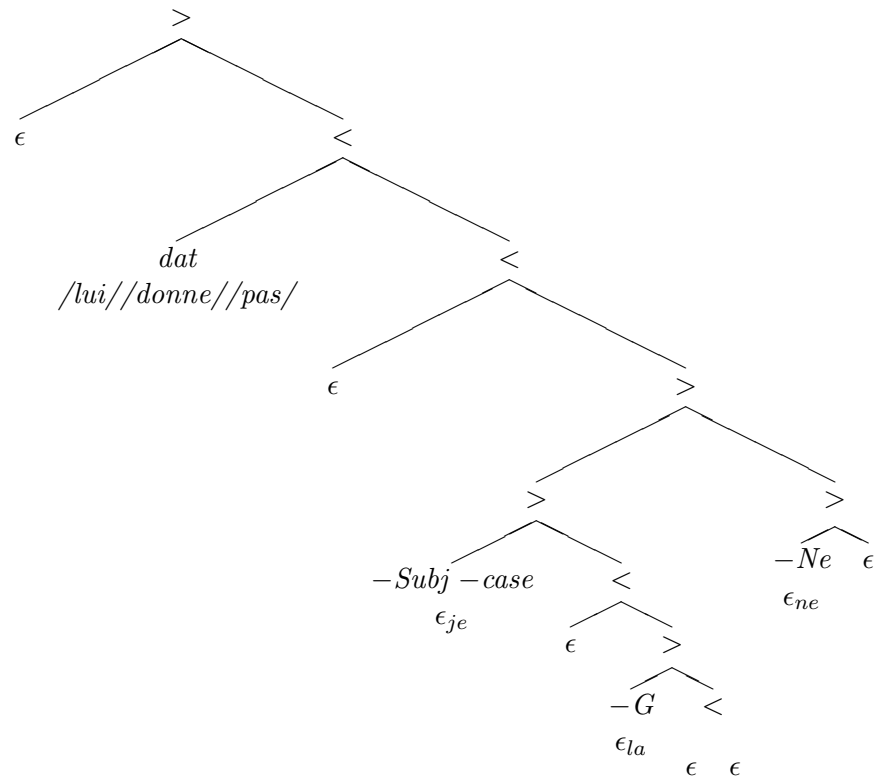 >
ϵ <
dat <
/lui//donne//pas/
ϵ >
> >
−Subj −case < −Ne ϵ
ϵ_je ϵ > ϵ_ne
−G <
ϵ_la
ϵ ϵ